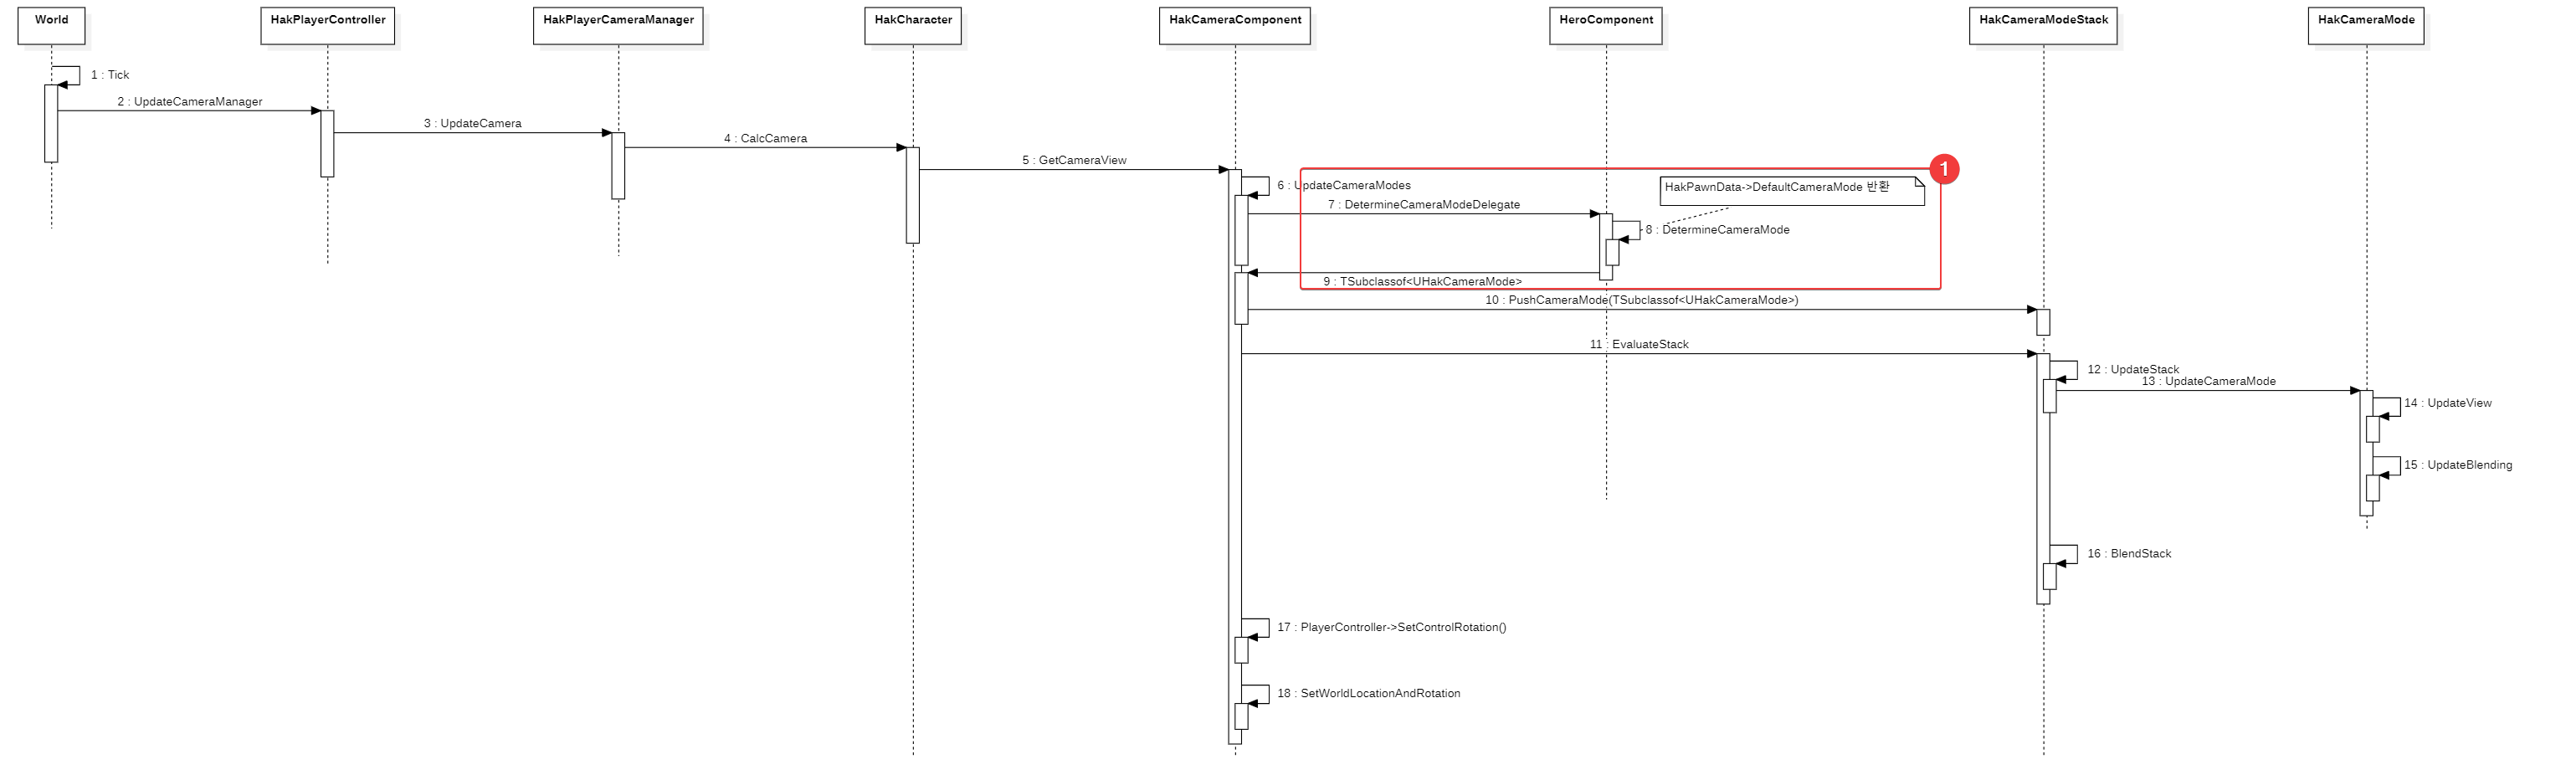 World
HakPlayerController
HakPlayerCameraManager
HakCharacter
HakCameraComponent
HeroComponent
HakCameraModeStack
HakCameraMode
1 : Tick
2 : UpdateCameraManager
3 : UpdateCamera
4 : CalcCamera
5 : GetCameraView
1
6 : UpdateCameraModes
HakPawnData->DefaultCameraMode 반환
7 : DetermineCameraModeDelegate
8 : DetermineCameraMode
9 : TSubclassof<UHakCameraMode>
10 : PushCameraMode(TSubclassof<UHakCameraMode>)
11 : EvaluateStack
12 : UpdateStack
13 : UpdateCameraMode
14 : UpdateView
15 : UpdateBlending
16 : BlendStack
17 : PlayerController->SetControlRotation()
18 : SetWorldLocationAndRotation